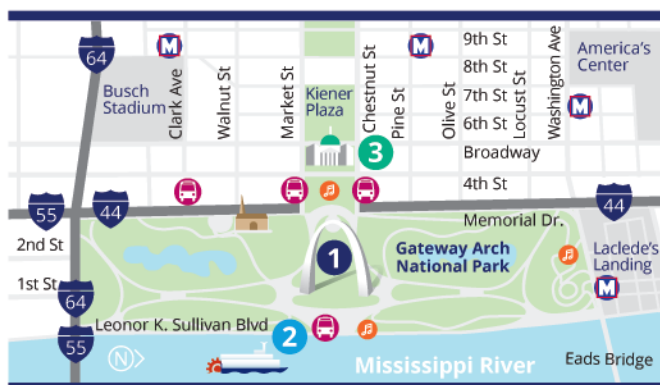 64
M
M
9th St
8th St
7th St
6th St
Broadway
4th St
Memorial Dr.
America's
Center
M
Busch
Stadium
Clark Ave
Walnut St
Market St
Kiener
Plaza
Chestnut St
Pine St
Olive St
Locust St
Washington Ave
3
55
44
44
2nd St
1st St
64
55
1
Gateway Arch
National Park
Laclede's
Landing
M
Leonor K. Sullivan Blvd
2
N
Mississippi River
Eads Bridge